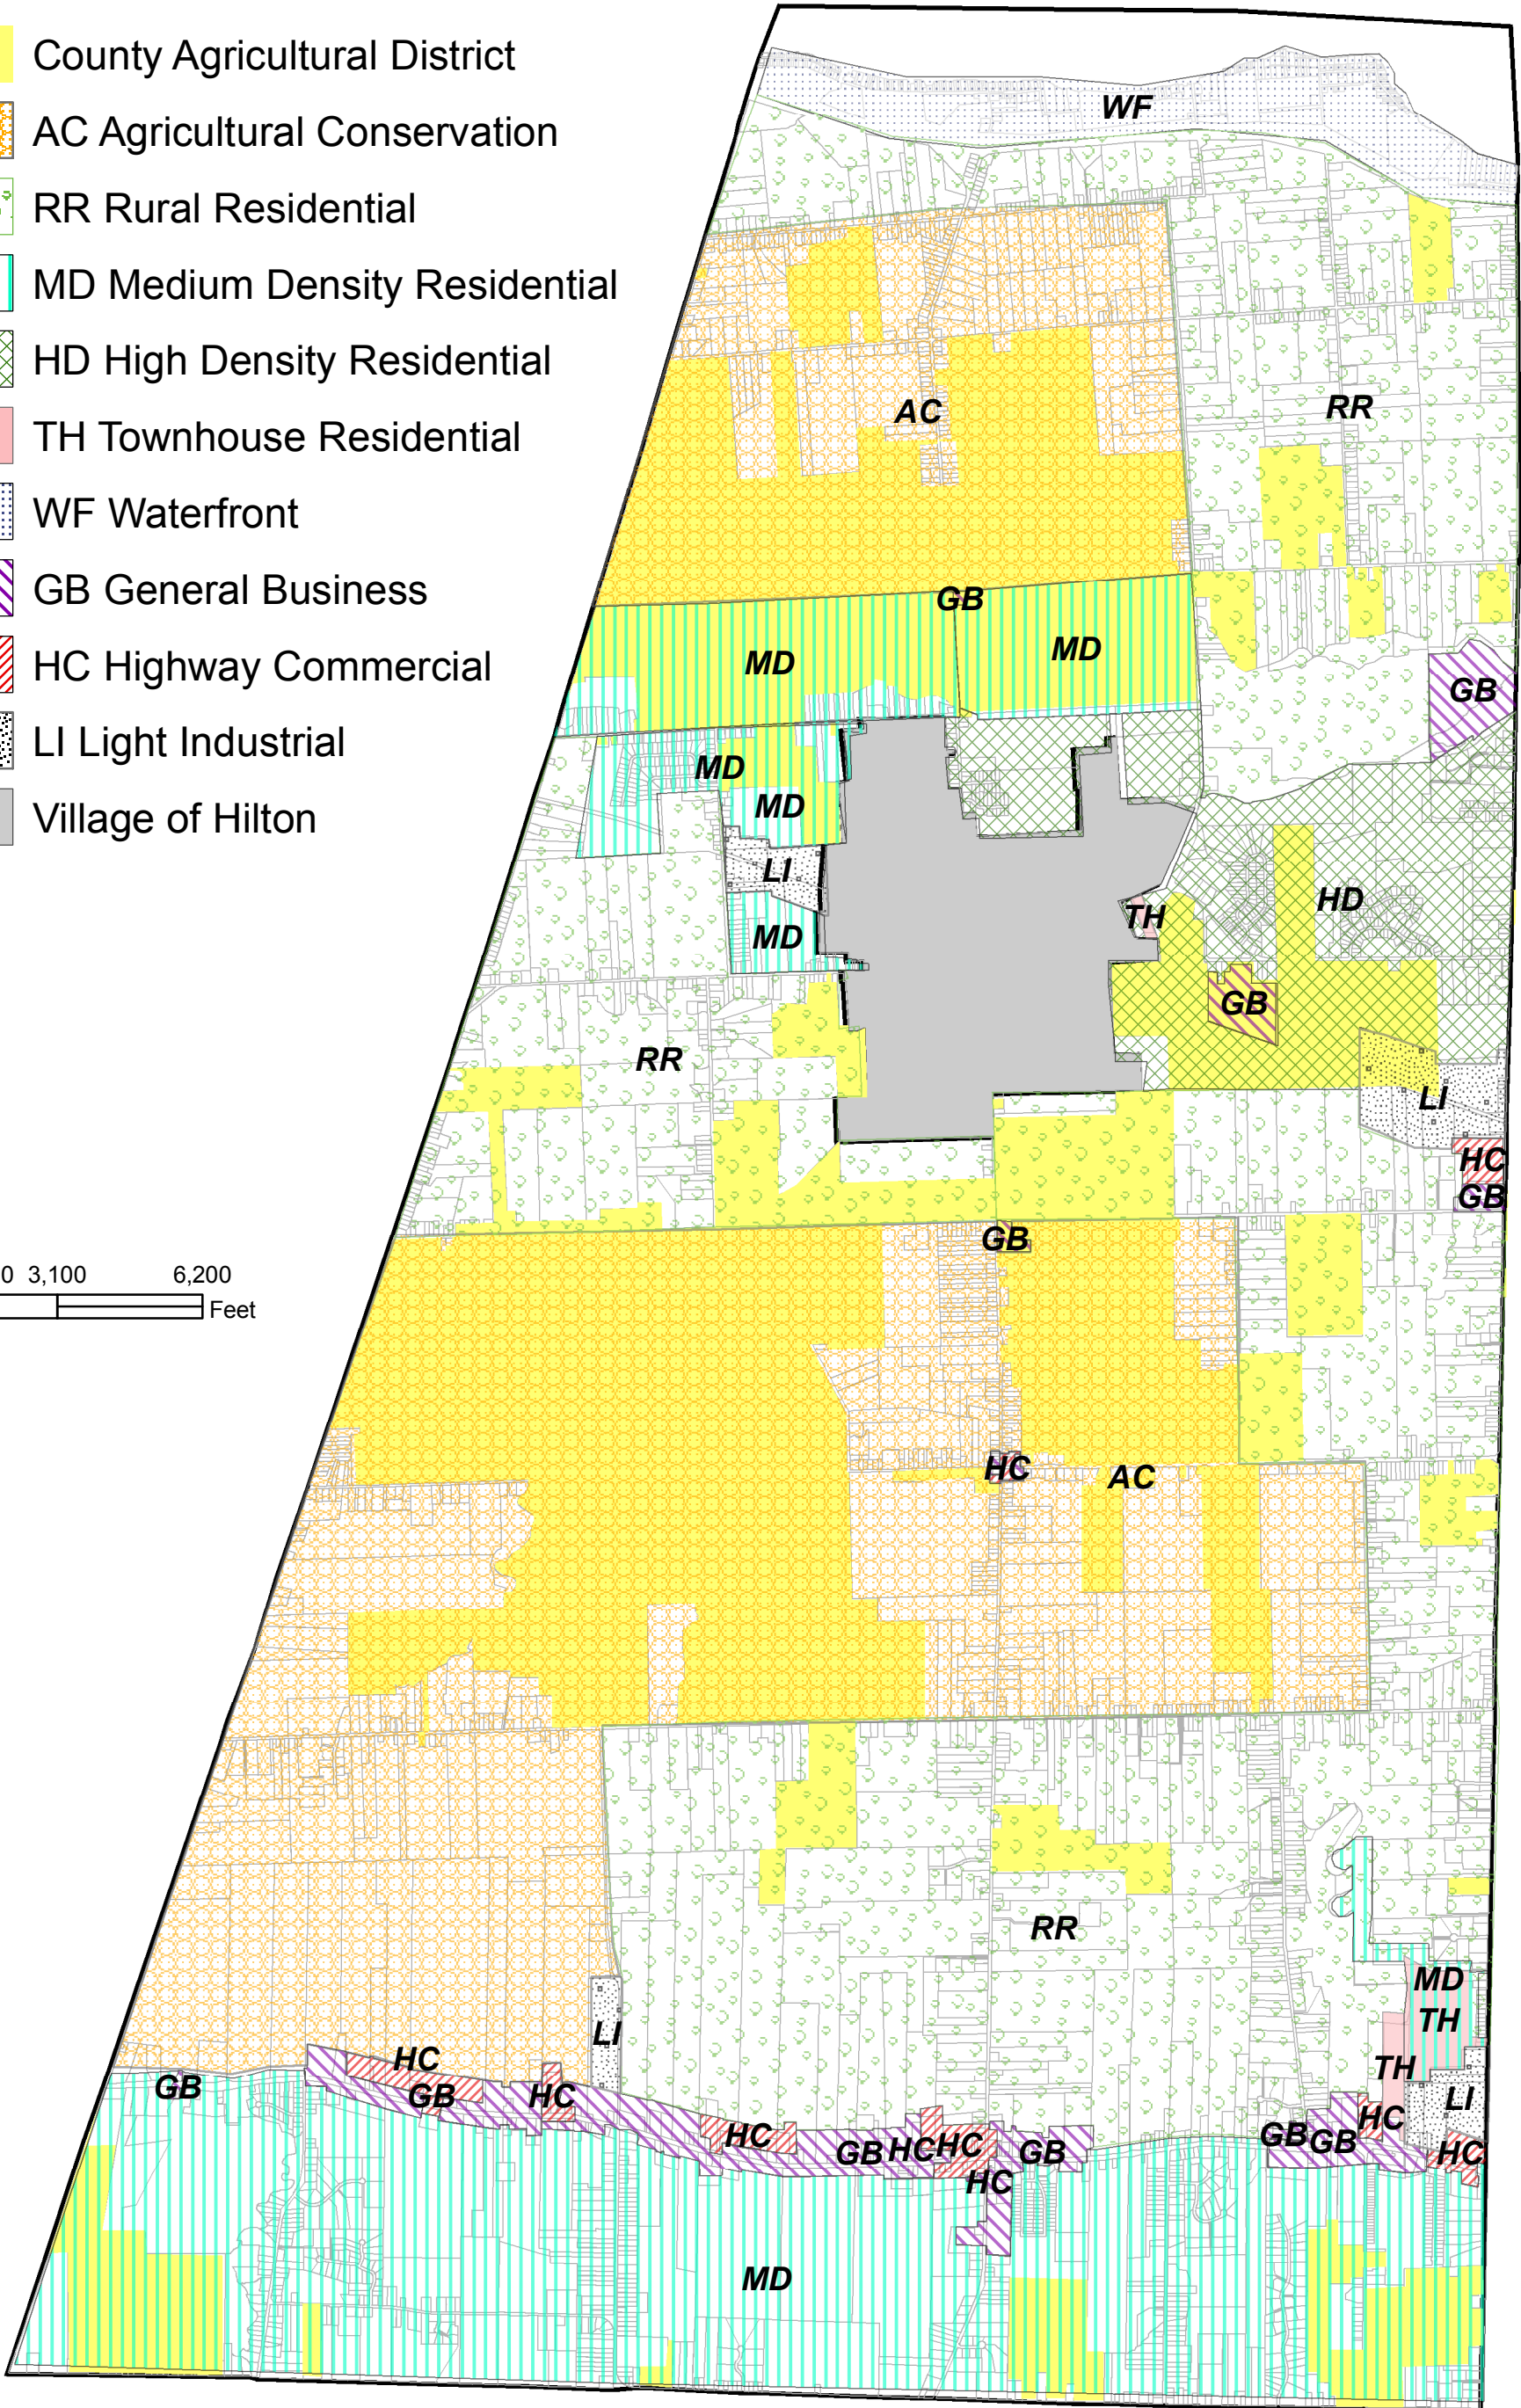 County Agricultural District
AC Agricultural Conservation
RR Rural Residential
MD Medium Density Residential
HD High Density Residential
TH Townhouse Residential
WF Waterfront
GB General Business
HC Highway Commercial
LI Light Industrial
Village of Hilton
0 3,100 6,200
Feet
WF
AC
RR
GB
MD
MD
GB
MD
MD
LI
HD
TH
MD
GB
RR
LI
HC
GB
GB
HC
AC
RR
MD
TH
LI
HC
TH
GB
GB
HC
LI
HC
HC
GB
GB
HC
GB
HC
HC
GB
HC
HC
MD